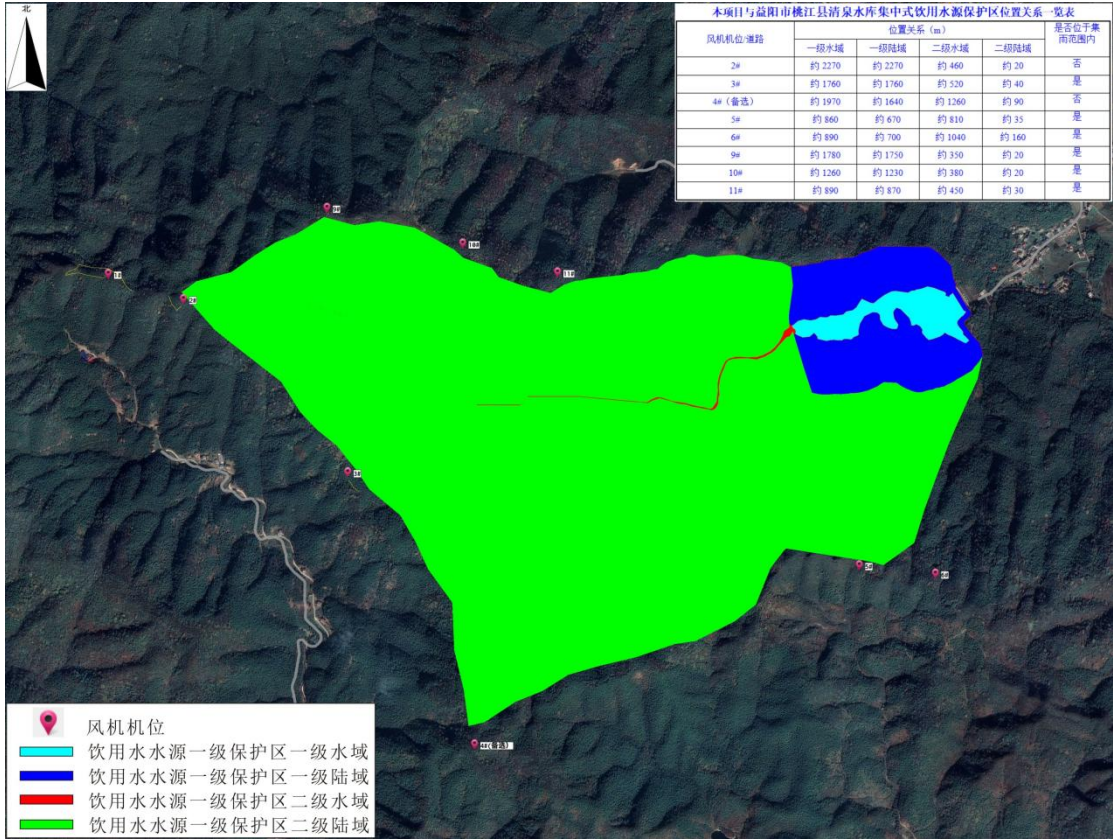 北
本项目与益阳市桃江县清泉水库集中式饮用水源保护区位置关系一览表
风机机位/道路 位置关系（m） 是否位于集雨范围内
一级水域 一级陆域 二级水域 二级陆域
2# 约 2270 约 2270 约 460 约 20 否
3# 约 1760 约 1760 约 520 约 40 是
4#（备选） 约 1970 约 1640 约 1260 约 90 否
5# 约 860 约 670 约 810 约 35 是
6# 约 890 约 700 约 1040 约 160 是
9# 约 1780 约 1750 约 350 约 20 是
10# 约 1260 约 1230 约 380 约 20 是
11# 约 890 约 870 约 450 约 30 是
9#
10#
11#
1#
2#
3#
5#
6#
4#(备选)
风机机位
饮用水水源一级保护区一级水域
饮用水水源一级保护区一级陆域
饮用水水源一级保护区二级水域
饮用水水源一级保护区二级陆域